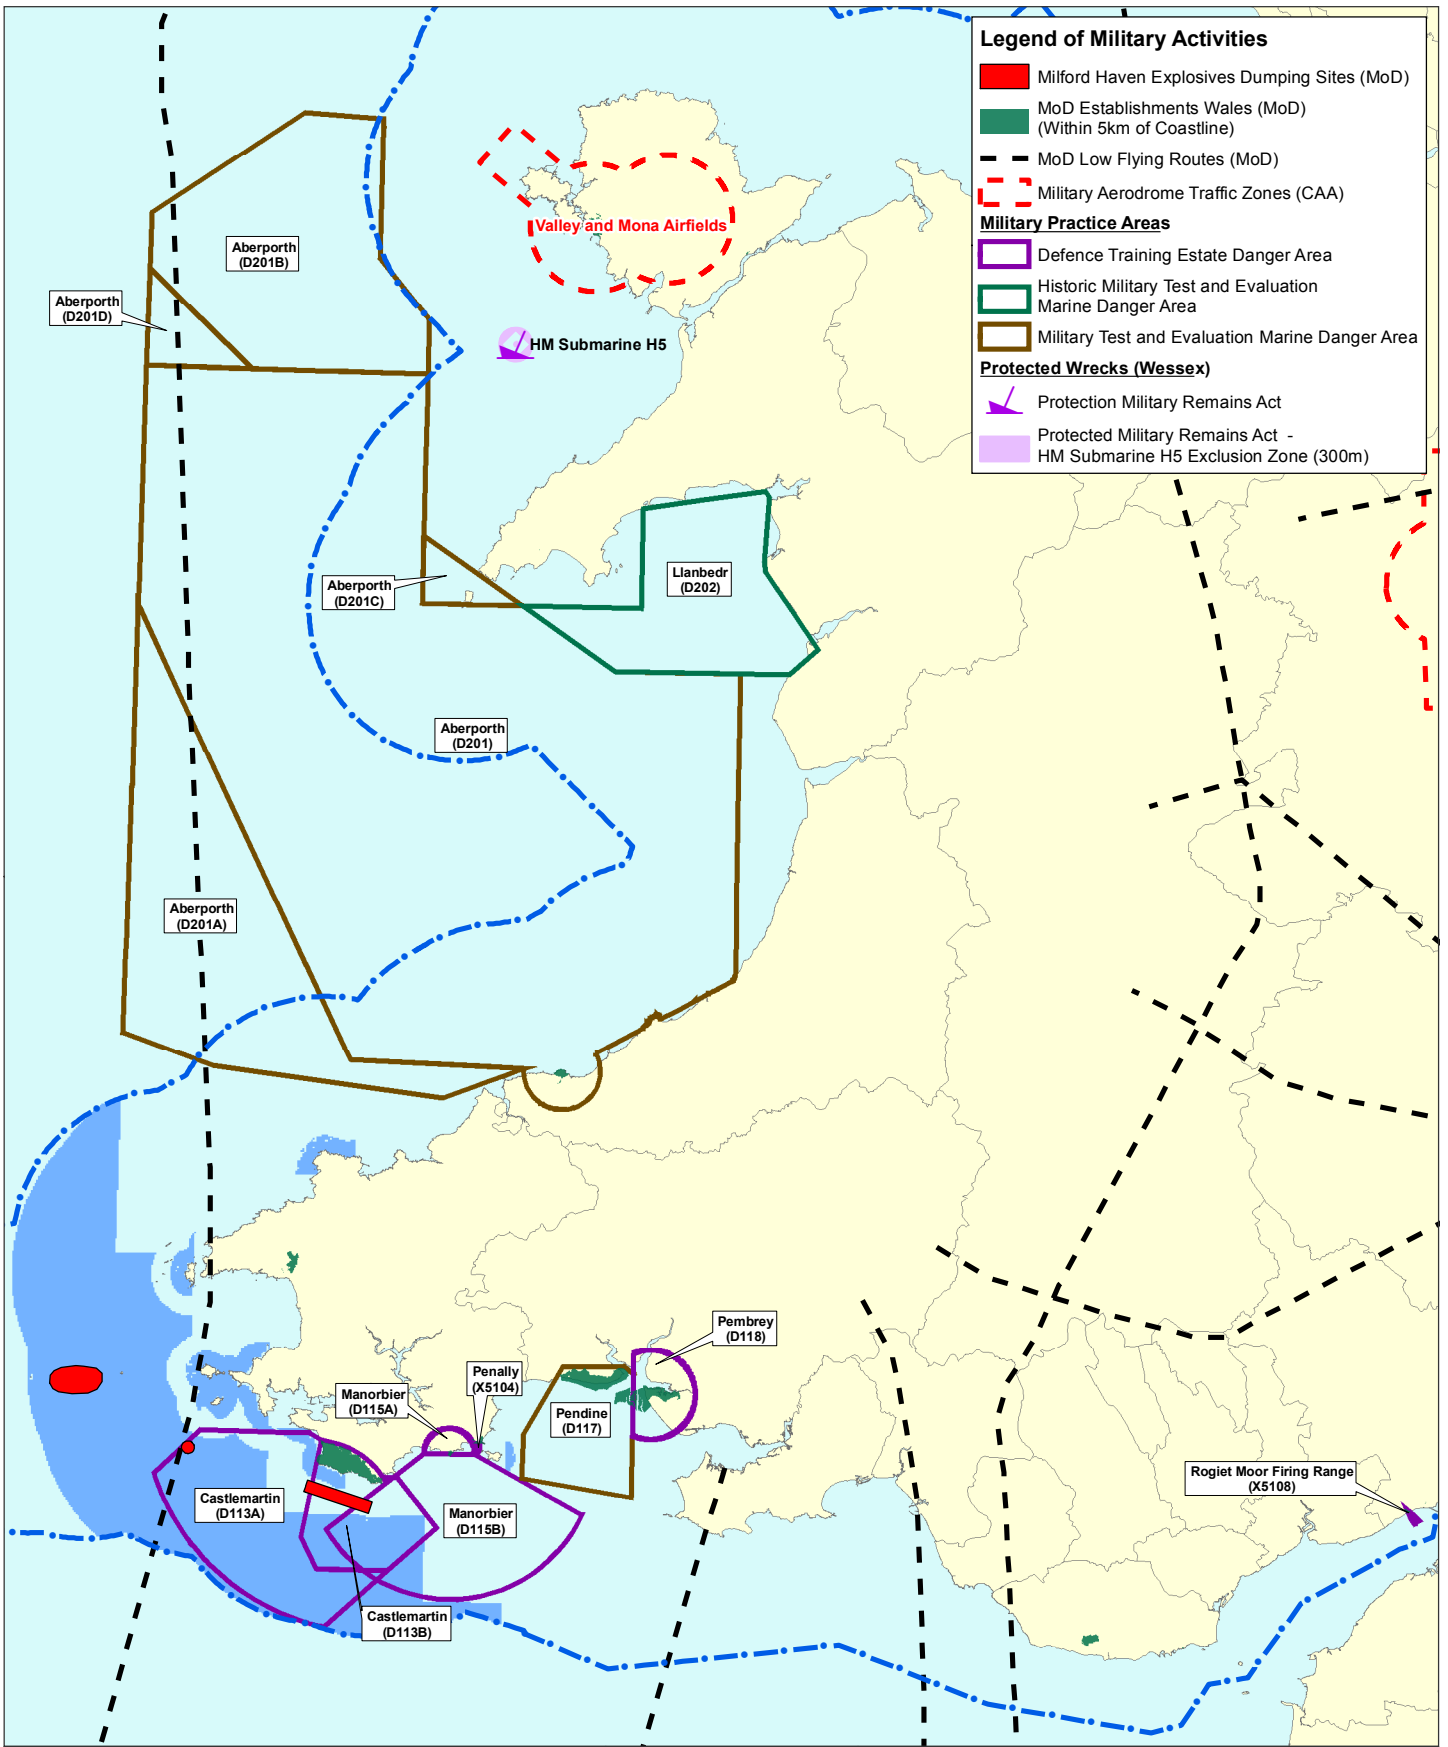 Legend of Military Activities
Milford Haven Explosives Dumping Sites (MoD)
MoD Establishments Wales (MoD)
(Within 5km of Coastline)
MoD Low Flying Routes (MoD)
Military Aerodrome Traffic Zones (CAA)
Military Practice Areas
Defence Training Estate Danger Area
Historic Military Test and Evaluation
Marine Danger Area
Military Test and Evaluation Marine Danger Area
Protected Wrecks (Wessex)
Protection Military Remains Act
Protected Military Remains Act -
HM Submarine H5 Exclusion Zone (300m)
Valley and Mona Airfields
Aberporth
(D201B)
Aberporth
(D201D)
HM Submarine H5
Aberporth
(D201C)
Llanbedr
(D202)
Aberporth
(D201)
Aberporth
(D201A)
Pembrey
(D118)
Penally
(X5104)
Manorbier
(D115A)
Pendine
(D117)
Rogiet Moor Firing Range
(X5108)
Castlemartin
(D113A)
Manorbier
(D115B)
Castlemartin
(D113B)